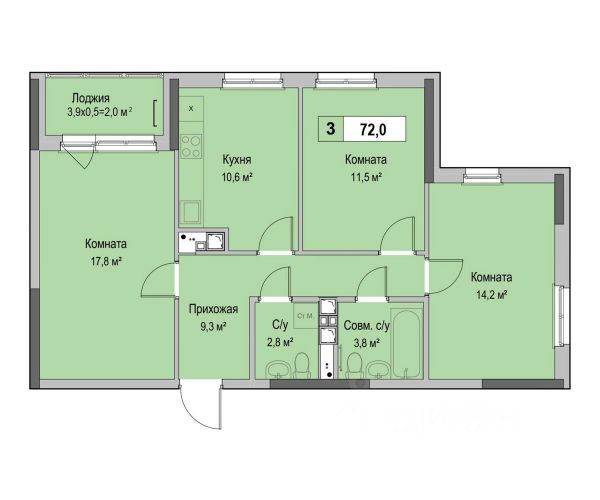 Лоджия
3,9x0,5=2,0 м²
x
3 72,0
Кухня
10,6 м²
Комната
11,5 м²
Комната
17,8 м²
Комната
14,2 м²
Прихожая
9,3 м²
С/у
2,8 м²
Ст.М.
Совм. с/у
3,8 м²